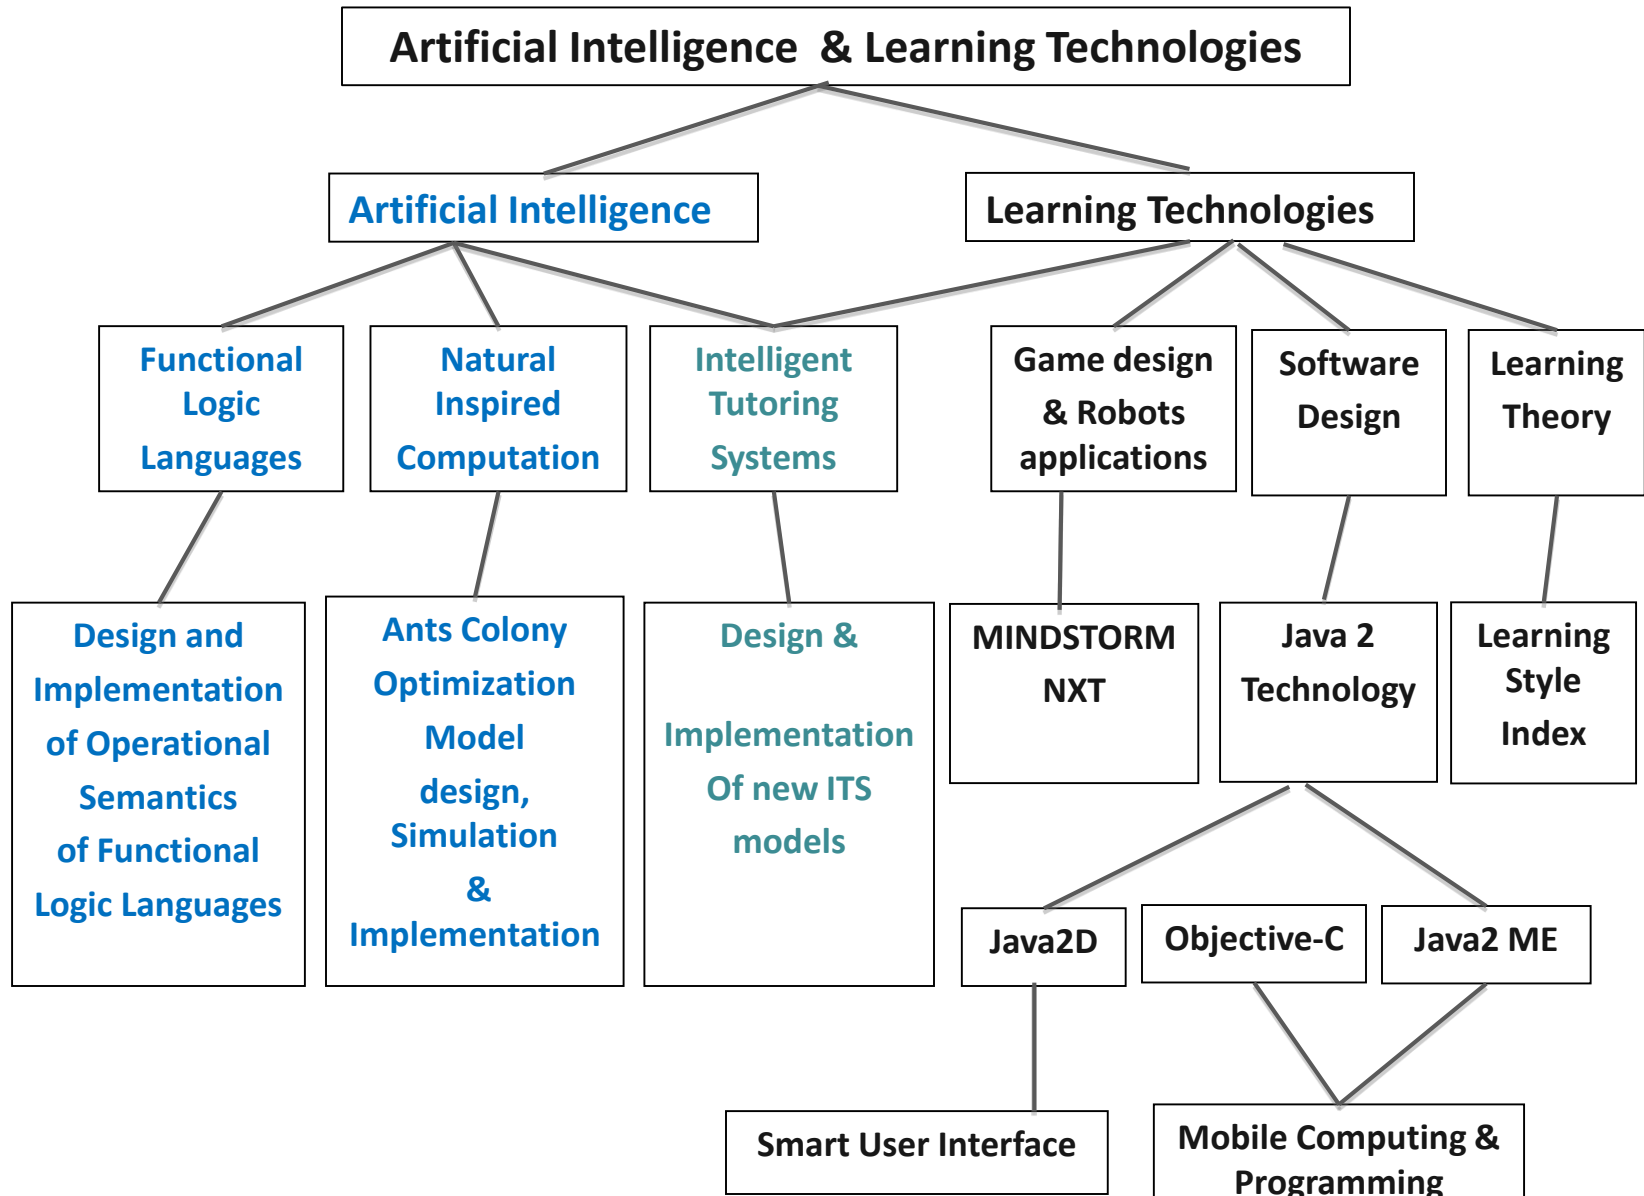 Artificial Intelligence & Learning Technologies
Artificial Intelligence
Learning Technologies
Functional
Logic
Languages
Natural
Inspired
Computation
Intelligent
Tutoring
Systems
Game design
& Robots
applications
Software
Design
Learning
Theory
Design and
Implementation
of Operational
Semantics
of Functional
Logic Languages
Ants Colony
Optimization
Model
design,
Simulation
&
Implementation
Design &
Implementation
Of new ITS
models
MINDSTORM
NXT
Java 2
Technology
Learning
Style
Index
Java2D
Objective-C
Java2 ME
Smart User Interface
Mobile Computing &
Programming